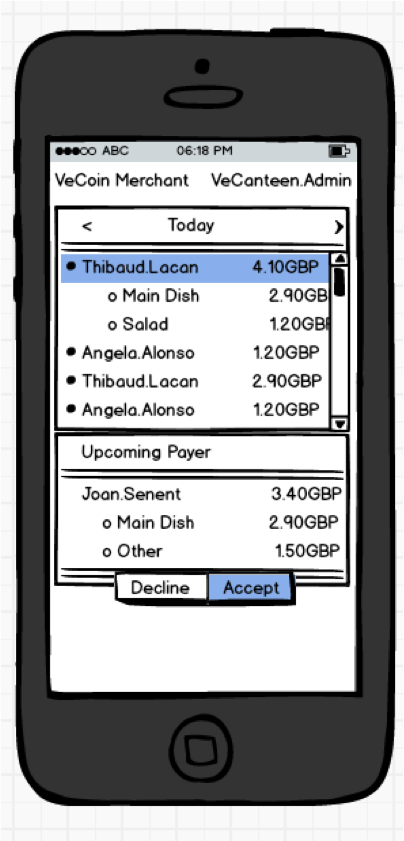 ABC 06:18 PM
VeCoin Merchant VeCanteen.Admin
< Today >
Thibaud.Lacan 4.10GBP
o Main Dish 2.90GB
o Salad 1.20GBP
Angela.Alonso 1.20GBP
Thibaud.Lacan 2.90GBP
Angela.Alonso 1.20GBP
Upcoming Payer
Joan.Senent 3.40GBP
o Main Dish 2.90GBP
o Other 1.50GBP
Decline Accept